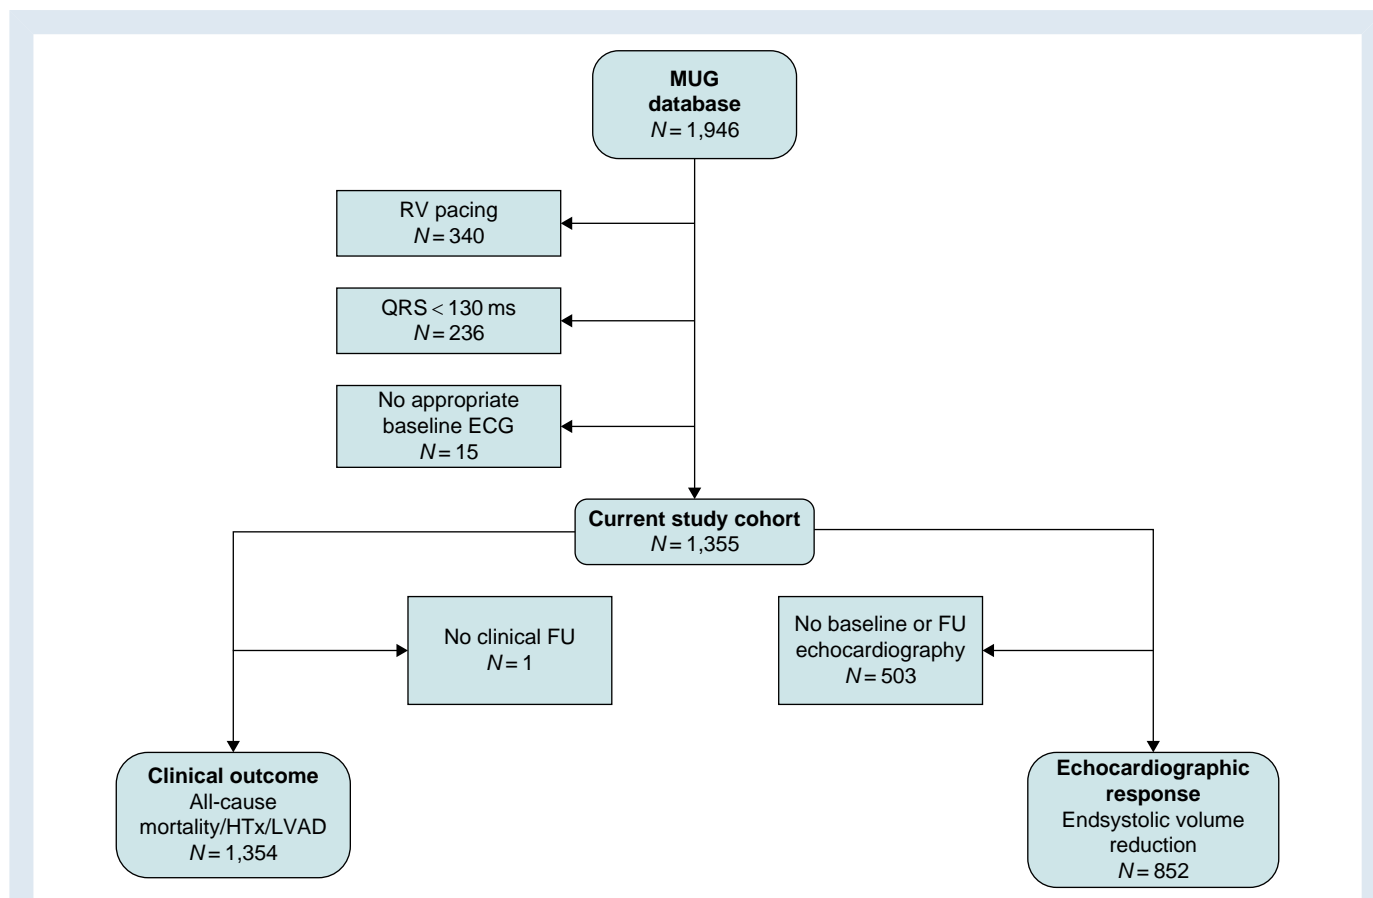 MUG
database
N = 1,946
RV pacing
N = 340
QRS < 130 ms
N = 236
No appropriate
baseline ECG
N = 15
Current study cohort
N = 1,355
No clinical FU
N = 1
No baseline or FU
echocardiography
N = 503
Clinical outcome
All-cause
mortality/HTx/LVAD
N = 1,354
Echocardiographic
response
Endsystolic volume
reduction
N = 852